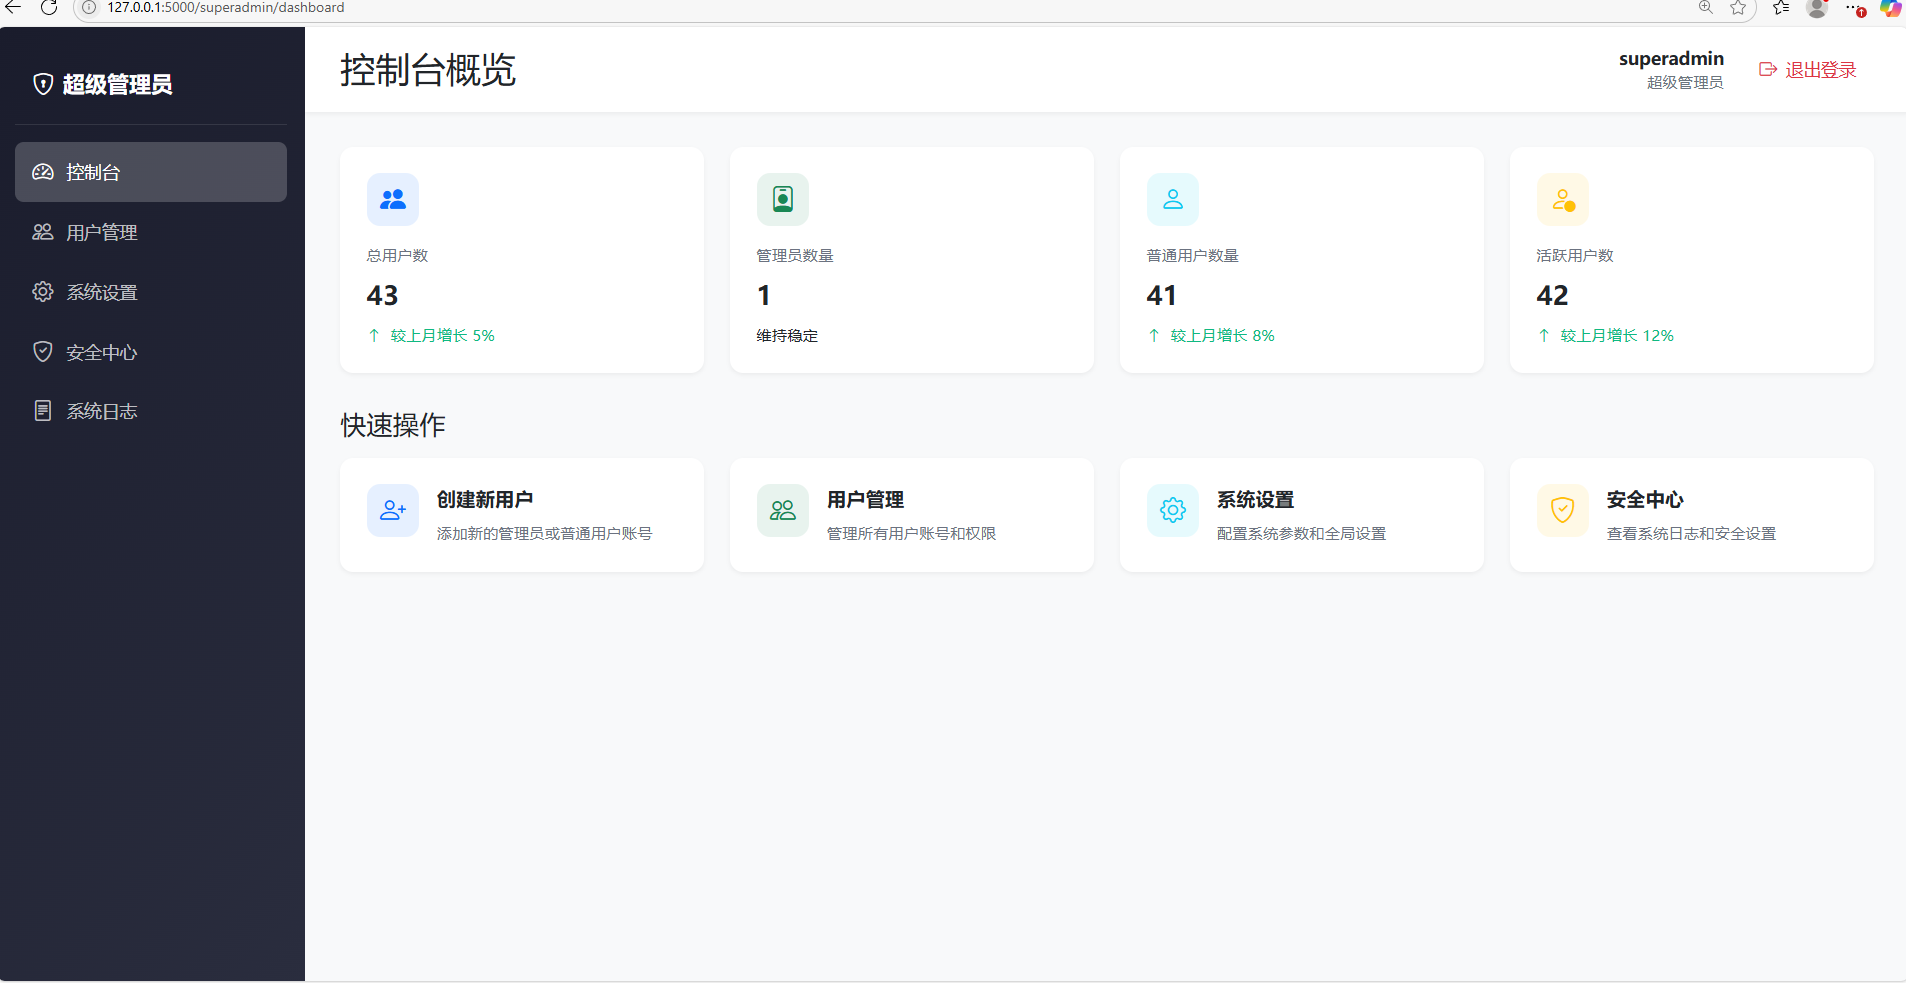 127.0.0.1:5000/superadmin/dashboard
超级管理员
控制台
用户管理
系统设置
安全中心
系统日志
控制台概览
superadmin
超级管理员
退出登录
总用户数
43
↑ 较上月增长 5%
管理员数量
1
维持稳定
普通用户数量
41
↑ 较上月增长 8%
活跃用户数
42
↑ 较上月增长 12%
快速操作
创建新用户
添加新的管理员或普通用户账号
用户管理
管理所有用户账号和权限
系统设置
配置系统参数和全局设置
安全中心
查看系统日志和安全设置